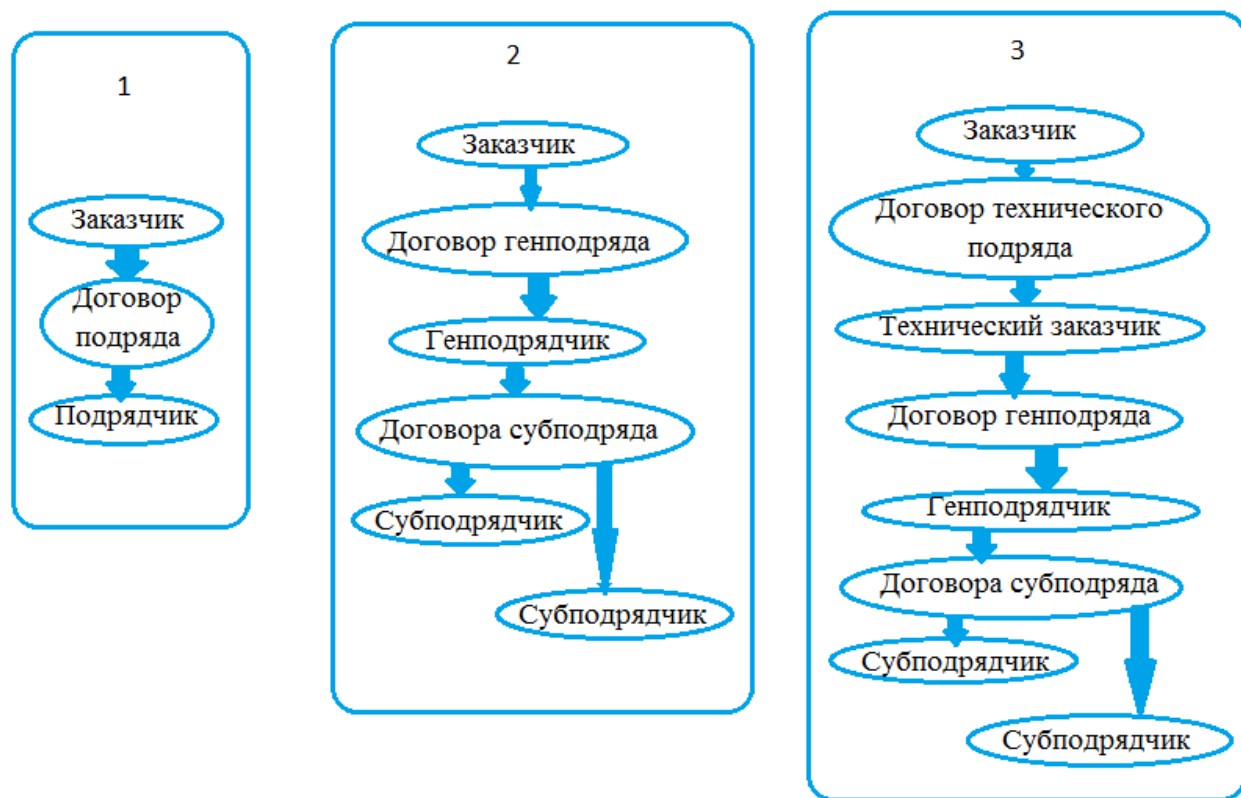 1
Заказчик
Договор
подряда
Подрядчик
2
Заказчик
Договор генподряда
Генподрядчик
Договора субподряда
Субподрядчик
Субподрядчик
3
Заказчик
Договор технического
подряда
Технический заказчик
Договор генподряда
Генподрядчик
Договора субподряда
Субподрядчик
Субподрядчик